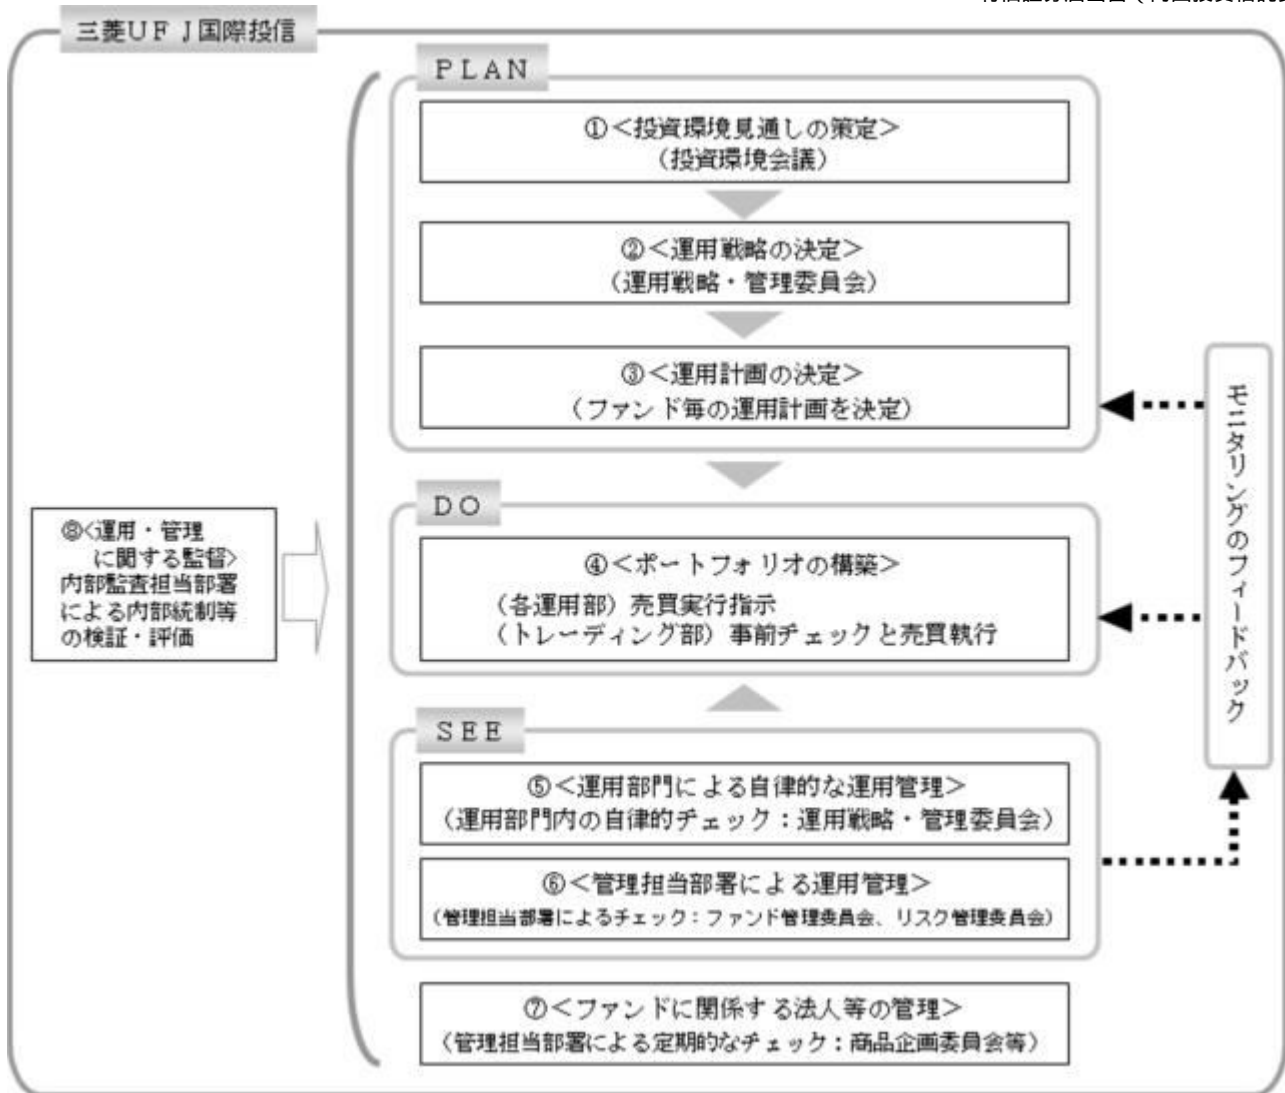 三菱UFJ国際投信
PLAN
①<投資環境見通しの策定>
(投資環境会議)
②<運用戦略の決定>
(運用戦略・管理委員会)
③<運用計画の決定>
(ファンド毎の運用計画を決定)
DO
④<ポートフォリオの構築>
(各運用部)売買実行指示
(トレーディング部)事前チェックと売買執行
SEE
⑤<運用部門による自律的な運用管理>
(運用部門内の自律的チェック:運用戦略・管理委員会)
⑥<管理担当部署による運用管理>
(管理担当部署によるチェック:ファンド管理委員会、リスク管理委員会)
⑦<ファンドに関係する法人等の管理>
(管理担当部署による定期的なチェック:商品企画委員会等)
⑧<運用・管理
に関する監督>
内部監査担当部署
による内部統制等
の検証・評価
モニタリングのフィードバック